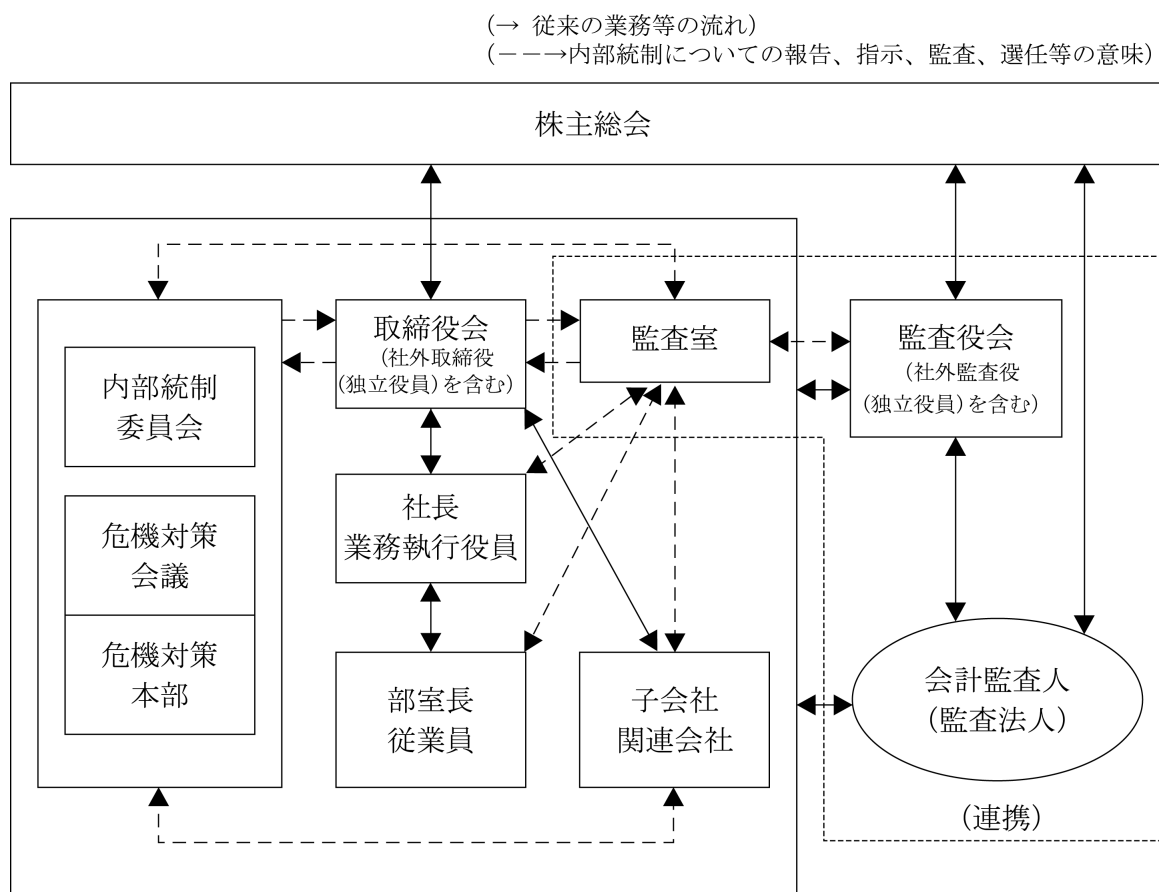 (→ 従来の業務等の流れ)
(－－→内部統制についての報告、指示、監査、選任等の意味)
株主総会
内部統制
委員会
危機対策
会議
危機対策
本部
取締役会
(社外取締役
(独立役員)を含む)
社長
業務執行役員
部室長
従業員
監査室
子会社
関連会社
監査役会
(社外監査役
(独立役員)を含む)
会計監査人
(監査法人)
(連携)